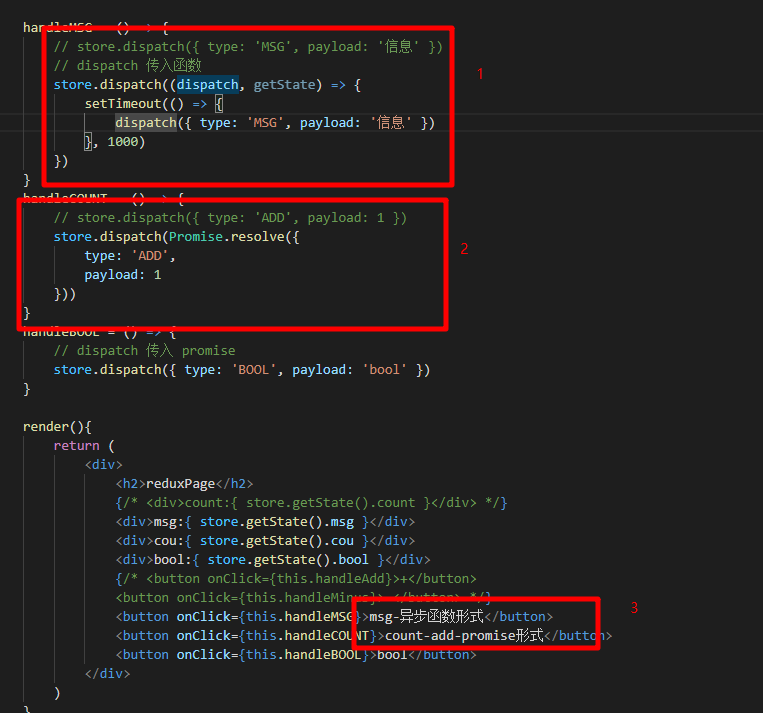 handleMSG = () => {
// store.dispatch({ type: 'MSG', payload: '信息' })
// dispatch 传入函数
store.dispatch((dispatch, getState) => {
setTimeout(() => {
dispatch({ type: 'MSG', payload: '信息' })
}, 1000)
})
}
1
handleCOUNT = () => {
// store.dispatch({ type: 'ADD', payload: 1 })
store.dispatch(Promise.resolve({
type: 'ADD',
payload: 1
}))
}
2
handleBOOL = () => {
// dispatch 传入 promise
store.dispatch({ type: 'BOOL', payload: 'bool' })
}
render(){
return (
<div>
<h2>reduxPage</h2>
{/* <div>count:{ store.getState().count }</div> */}
<div>msg:{ store.getState().msg }</div>
<div>cou:{ store.getState().cou }</div>
<div>bool:{ store.getState().bool }</div>
{/* <button onClick={this.handleAdd}>+</button>
<button onClick={this.handleMinus}>-</button> */}
<button onClick={this.handleMSG}>msg-异步函数形式</button>
<button onClick={this.handleCOUNT}>count-add-promise形式</button>
<button onClick={this.handleBOOL}>bool</button>
3
</div>
)
}